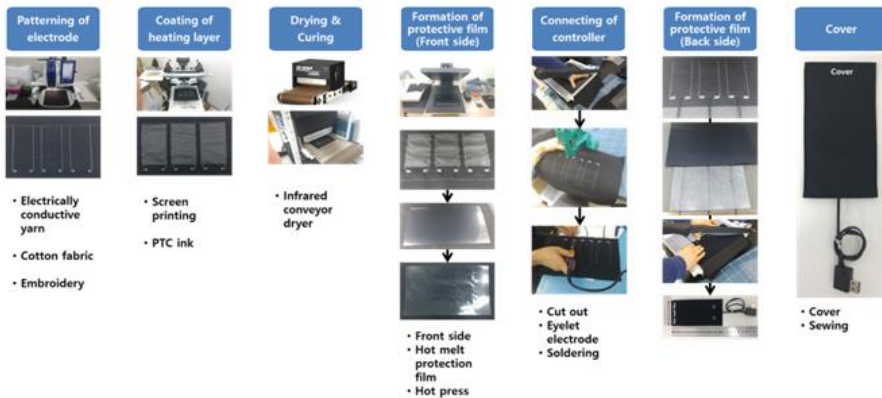 Patterning of
electrode
Coating of
heating layer
Drying &
Curing
Formation of
protective film
(Front side)
Connecting of
controller
Formation of
protective film
(Back side)
Cover
Cover
• Electrically
conductive
yarn
• Cotton fabric
• Embroidery
• Screen
printing
• PTC ink
• Infrared
conveyor
dryer
• Front side
• Hot melt
protection
film
• Hot press
• Cut out
• Eyelet
electrode
• Soldering
• Cover
• Sewing